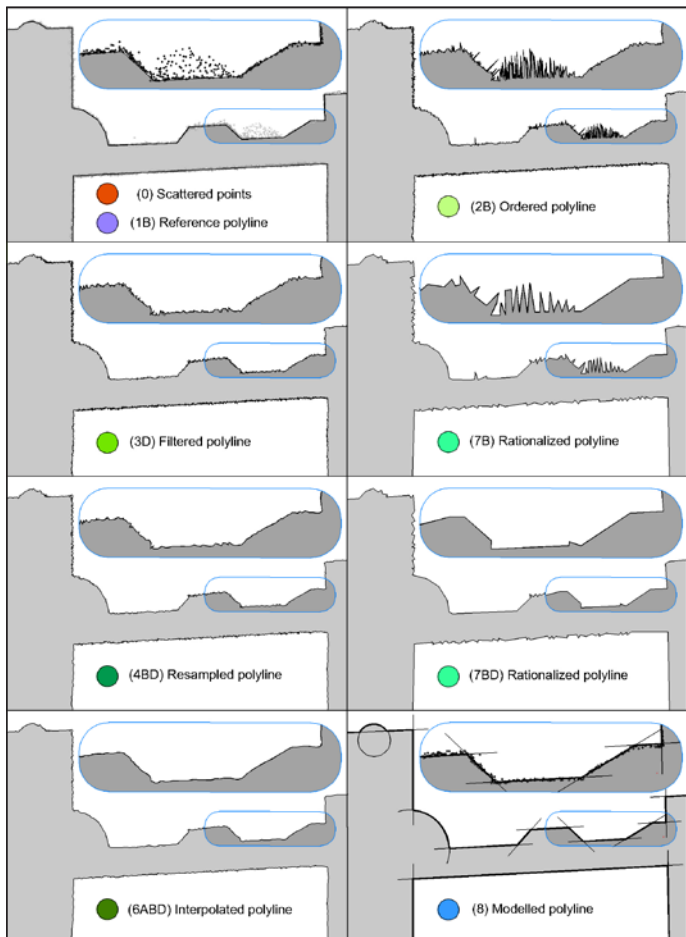 (0) Scattered points
(1B) Reference polyline
(2B) Ordered polyline
(3D) Filtered polyline
(7B) Rationalized polyline
(4BD) Resampled polyline
(7BD) Rationalized polyline
(6ABD) Interpolated polyline
(8) Modelled polyline